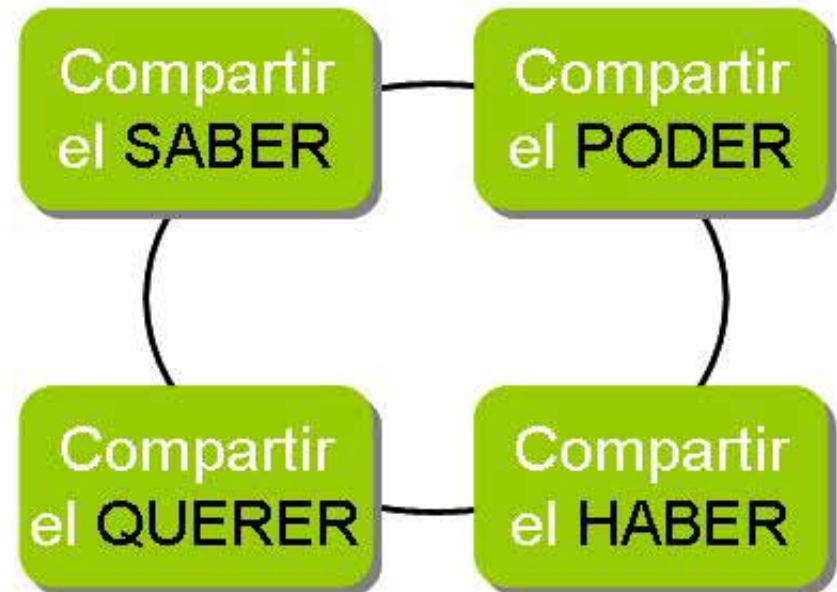 Compartir
el SABER
Compartir
el PODER
Compartir
el QUERER
Compartir
el HABER